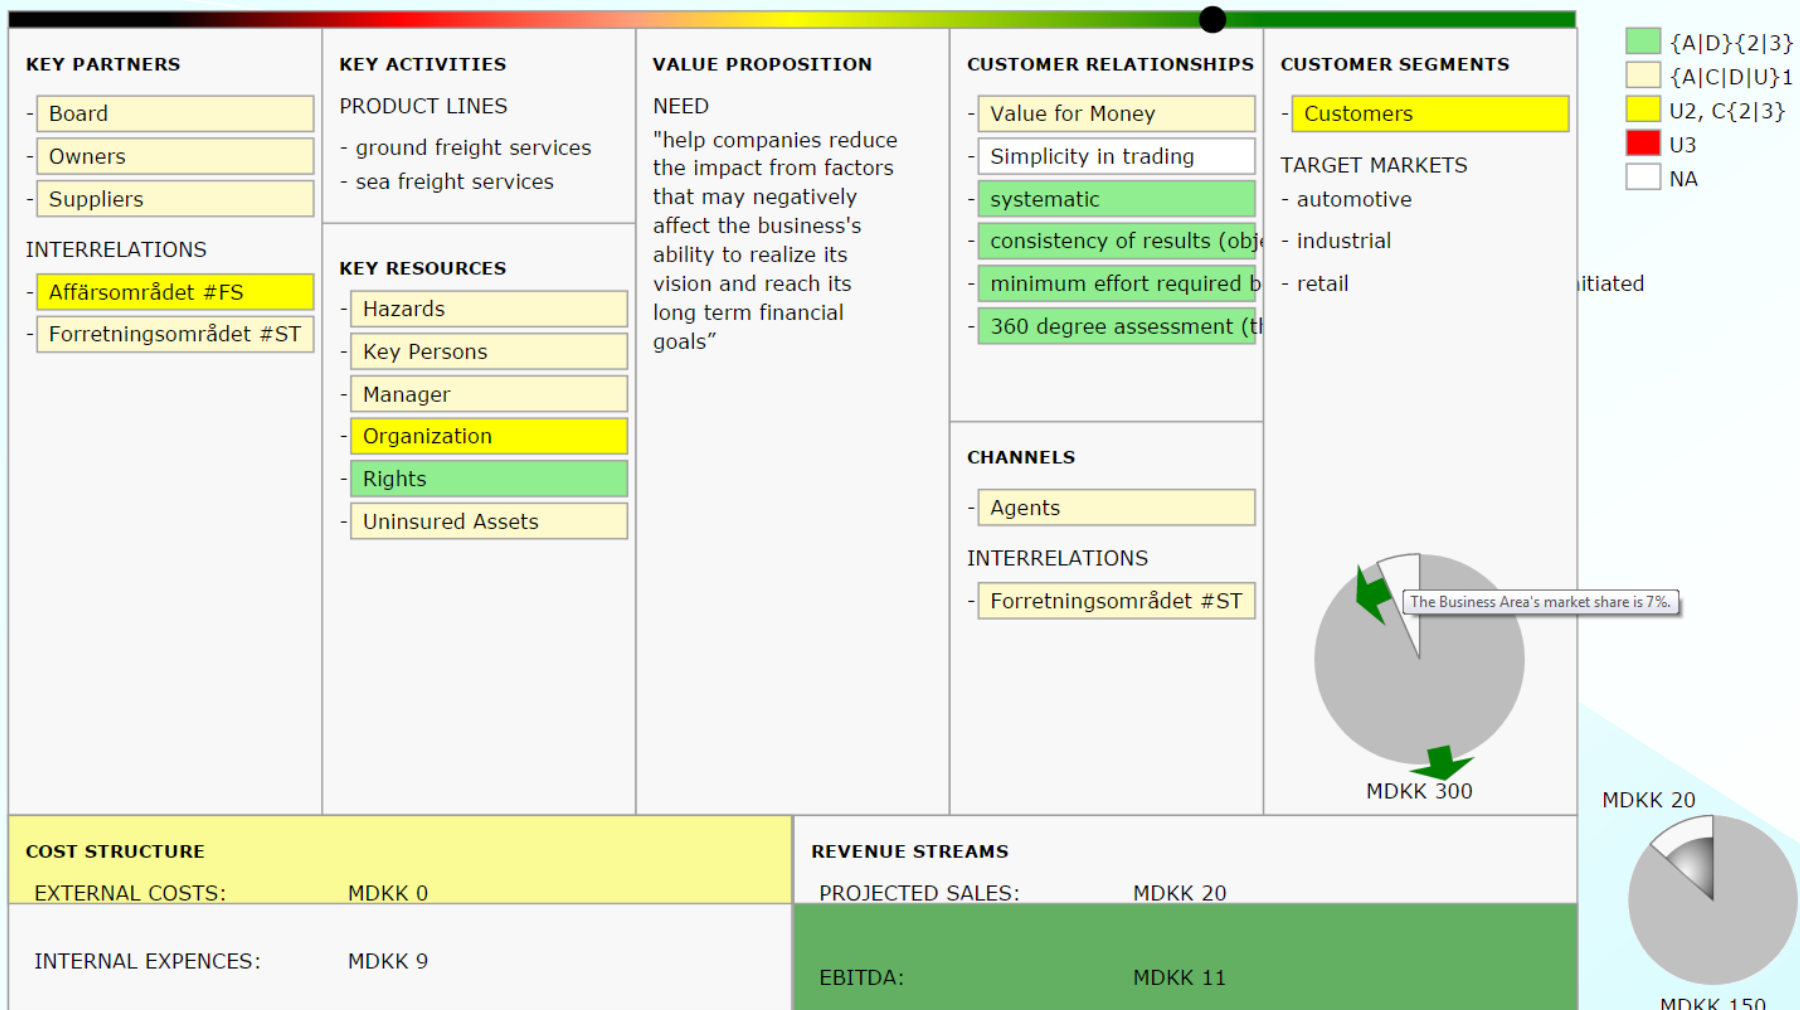 KEY PARTNERS
- Board
- Owners
- Suppliers
INTERRELATIONS
- Affärsområdet #FS
- Forretningsområdet #ST
KEY ACTIVITIES
PRODUCT LINES
- ground freight services
- sea freight services
KEY RESOURCES
- Hazards
- Key Persons
- Manager
- Organization
- Rights
- Uninsured Assets
VALUE PROPOSITION
NEED
"help companies reduce
the impact from factors
that may negatively
affect the business's
ability to realize its
vision and reach its
long term financial
goals”
CUSTOMER RELATIONSHIPS
- Value for Money
- Simplicity in trading
- systematic
- consistency of results (obje
- minimum effort required b
- 360 degree assessment (th
CHANNELS
- Agents
INTERRELATIONS
- Forretningsområdet #ST
CUSTOMER SEGMENTS
- Customers
TARGET MARKETS
- automotive
- industrial
- retail
itiated
The Business Area's market share is 7%.
MDKK 300
{A|D}{2|3}
{A|C|D|U}1
U2, C{2|3}
U3
NA
MDKK 20
MDKK 150
COST STRUCTURE
EXTERNAL COSTS: MDKK 0
INTERNAL EXPENCES: MDKK 9
REVENUE STREAMS
PROJECTED SALES: MDKK 20
EBITDA: MDKK 11